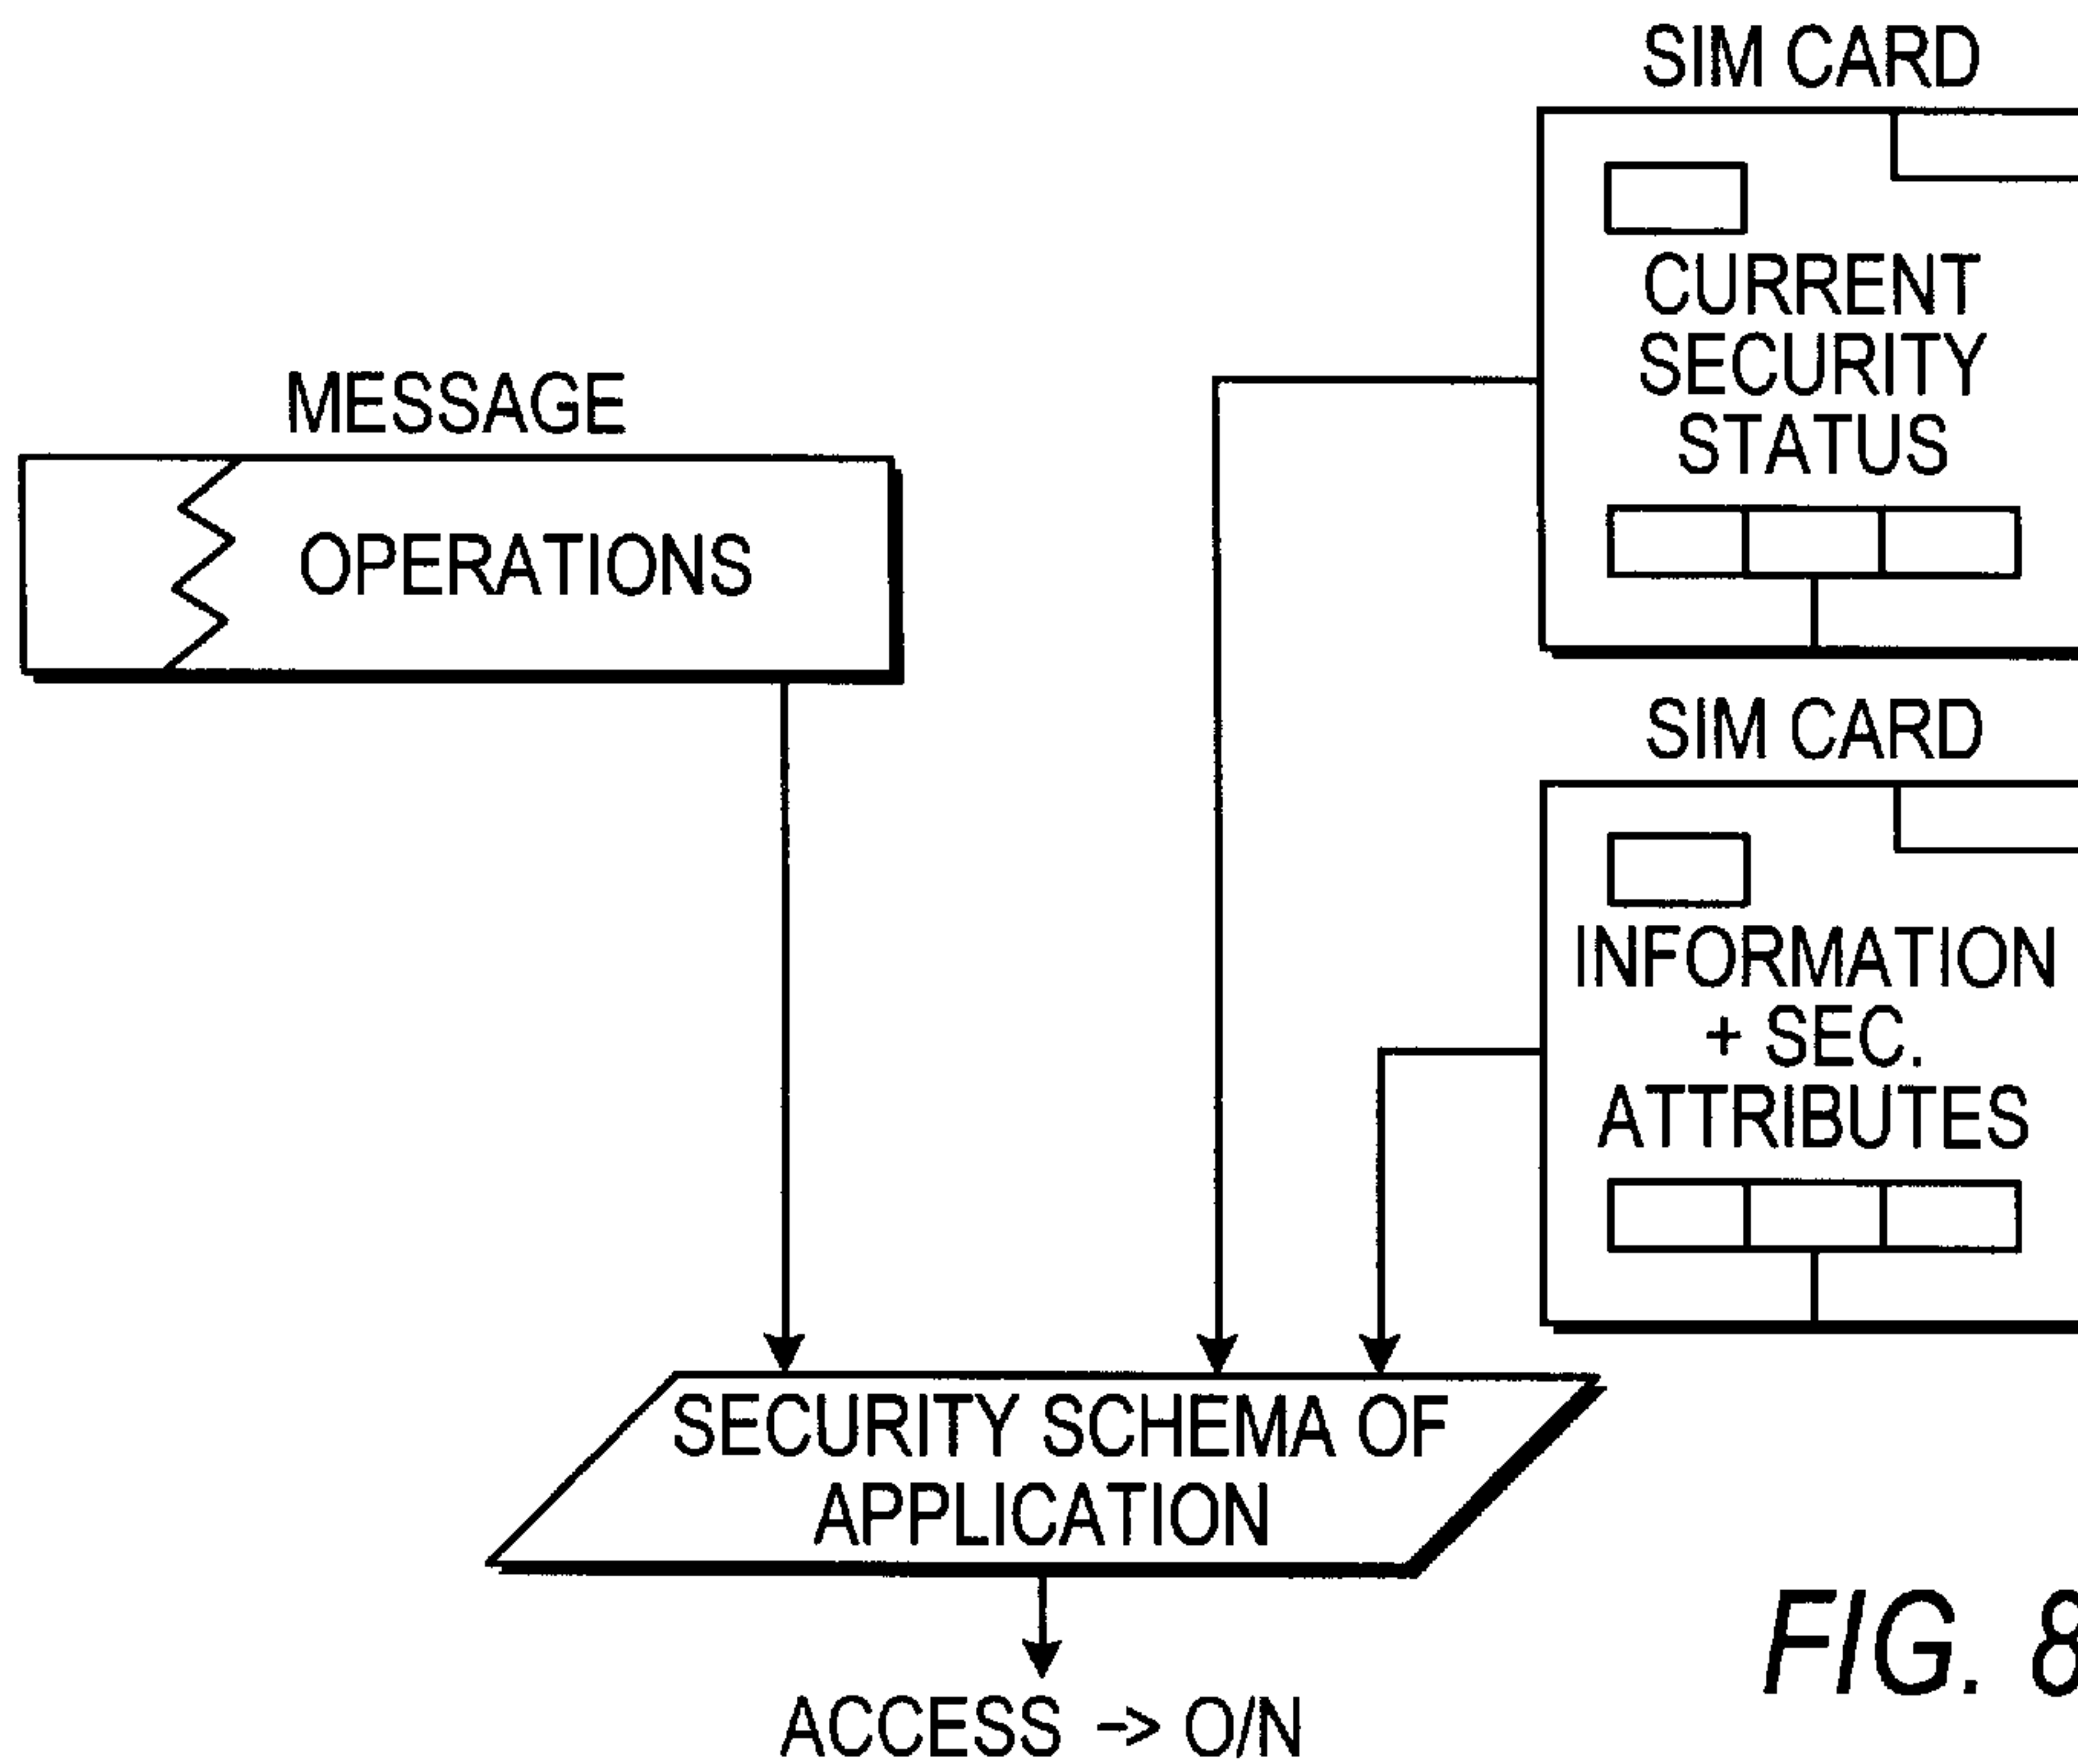 SIM CARD
CURRENT
SECURITY
STATUS
MESSAGE
OPERATIONS
SIM CARD
INFORMATION
+ SEC.
ATTRIBUTES
SECURITY SCHEMA OF
APPLICATION
ACCESS -> O/N
FIG. 8